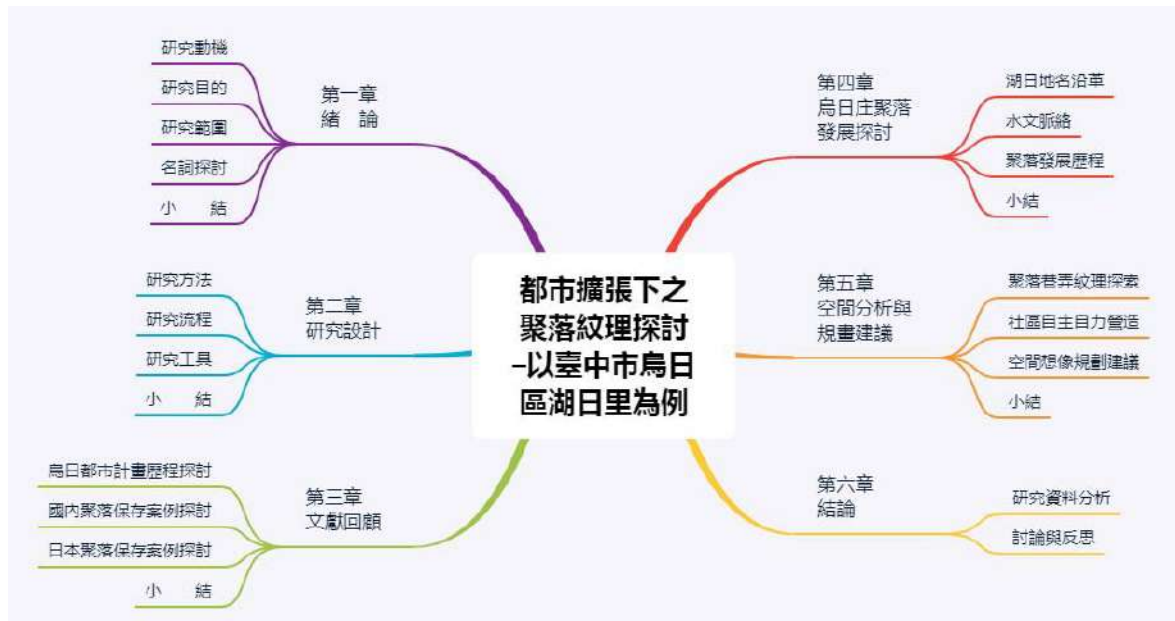 都市擴張下之
聚落紋理探討
-以臺中市烏日
區湖日里為例
第一章
緒　論
研究動機
研究目的
研究範圍
名詞探討
小　　結
第二章
研究設計
研究方法
研究流程
研究工具
小　　結
第三章
文獻回顧
烏日都市計畫歷程探討
國內聚落保存案例探討
日本聚落保存案例探討
小　　結
第四章
烏日庄聚落
發展探討
湖日地名沿革
水文脈絡
聚落發展歷程
小結
第五章
空間分析與
規畫建議
聚落巷弄紋理探索
社區自主自力營造
空間想像規劃建議
小結
第六章
結論
研究資料分析
討論與反思